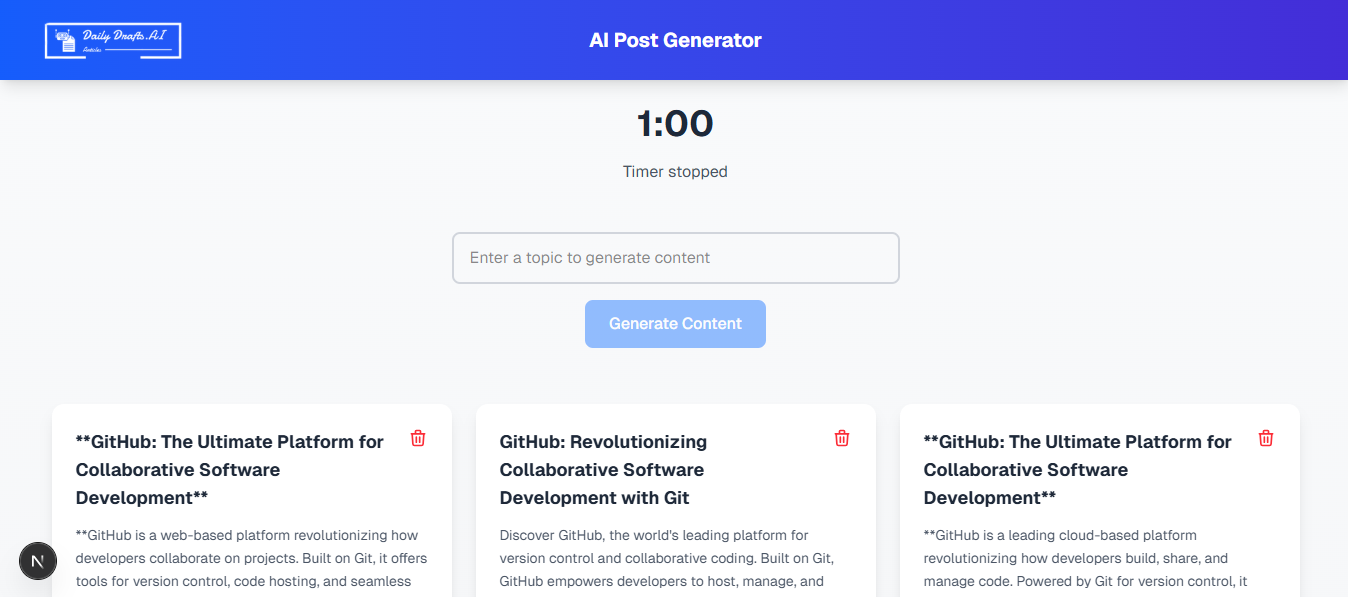 Daily Drafts.AI
Articles
AI Post Generator
1:00
Timer stopped
Enter a topic to generate content
Generate Content
**GitHub: The Ultimate Platform for
Collaborative Software
Development**
**GitHub is a web-based platform revolutionizing how
developers collaborate on projects. Built on Git, it offers
tools for version control, code hosting, and seamless
GitHub: Revolutionizing
Collaborative Software
Development with Git
Discover GitHub, the world's leading platform for
version control and collaborative coding. Built on Git,
GitHub empowers developers to host, manage, and
**GitHub: The Ultimate Platform for
Collaborative Software
Development**
**GitHub is a leading cloud-based platform
revolutionizing how developers build, share, and
manage code. Powered by Git for version control, it
N